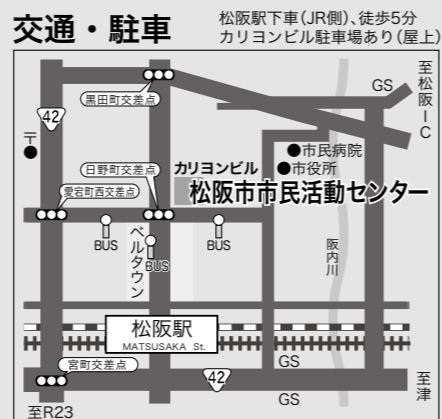 交通・駐車
松阪駅下車(JR側)、徒歩5分
カリヨンビル駐車場あり(屋上)
至松阪IC
GS
黒田町交差点
42
〒
市民病院
市役所
日野町交差点
カリヨンビル
松阪市市民活動センター
愛宕町西交差点
BUS
BUS
BUS
ベルタウン
阪内川
松阪駅
MATSUSAKA St.
宮町交差点
GS
42
GS
至津
至R23